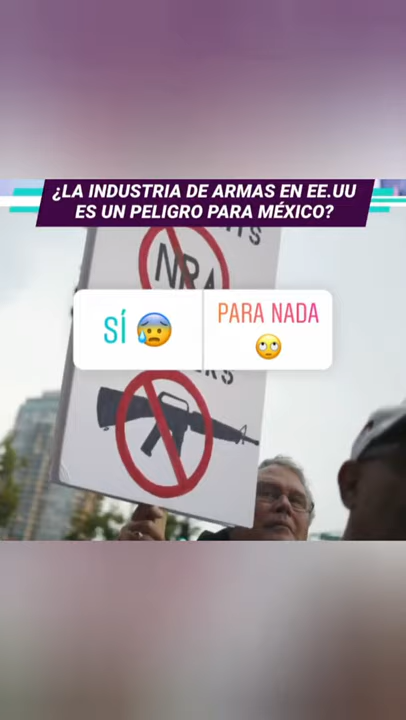 ¿LA INDUSTRIA DE ARMAS EN EE.UU
ES UN PELIGRO PARA MÉXICO?
NRA
SÍ 😰
PARA NADA
🙄